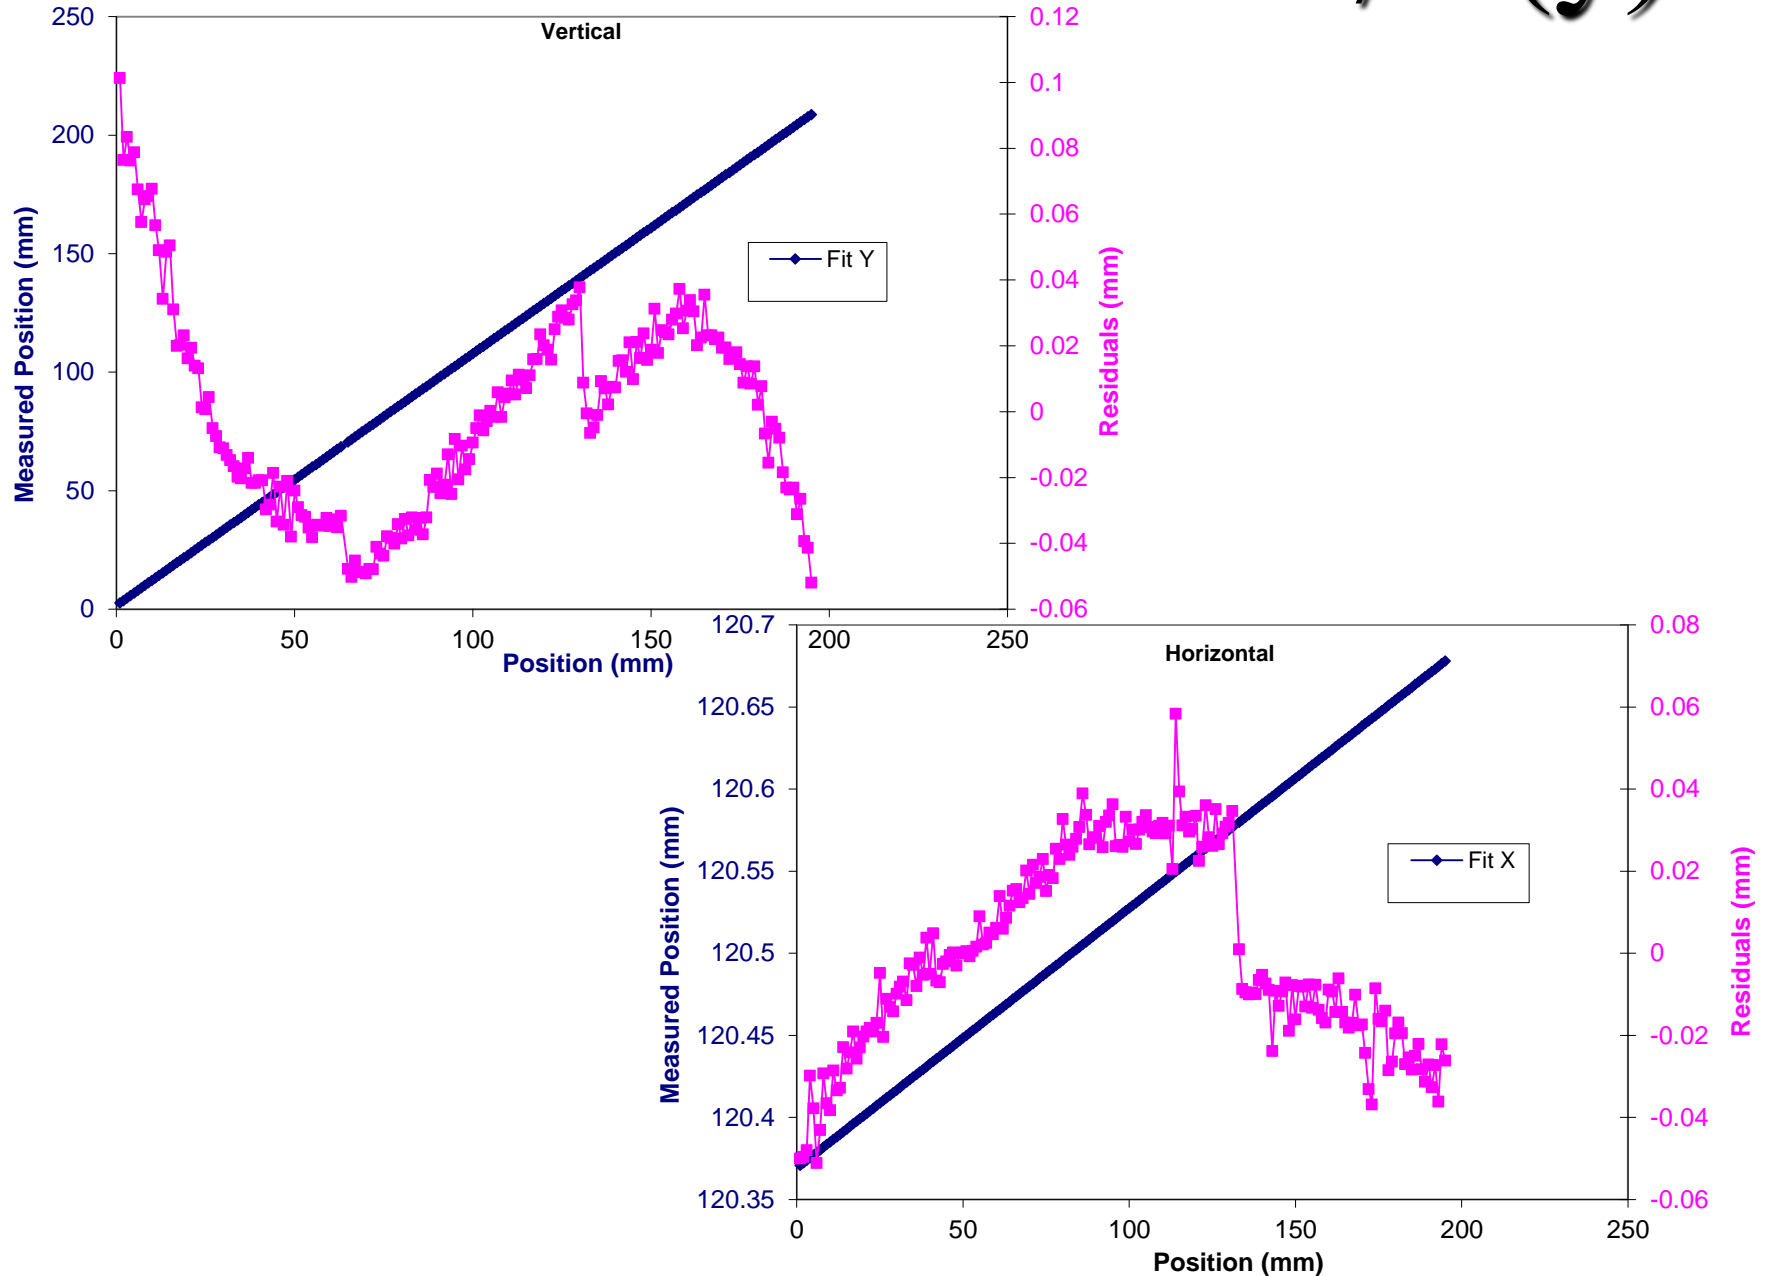 Vertical
250
200
150
100
50
0
0.12
0.1
0.08
0.06
0.04
0.02
0
-0.02
-0.04
-0.06
Measured Position (mm)
Residuals (mm)
Fit Y
0 50 100 150 200 250
Position (mm)
Horizontal
120.7
120.65
120.6
120.55
120.5
120.45
120.4
120.35
0.08
0.06
0.04
0.02
0
-0.02
-0.04
-0.06
Measured Position (mm)
Residuals (mm)
Fit X
0 50 100 150 200 250
Position (mm)